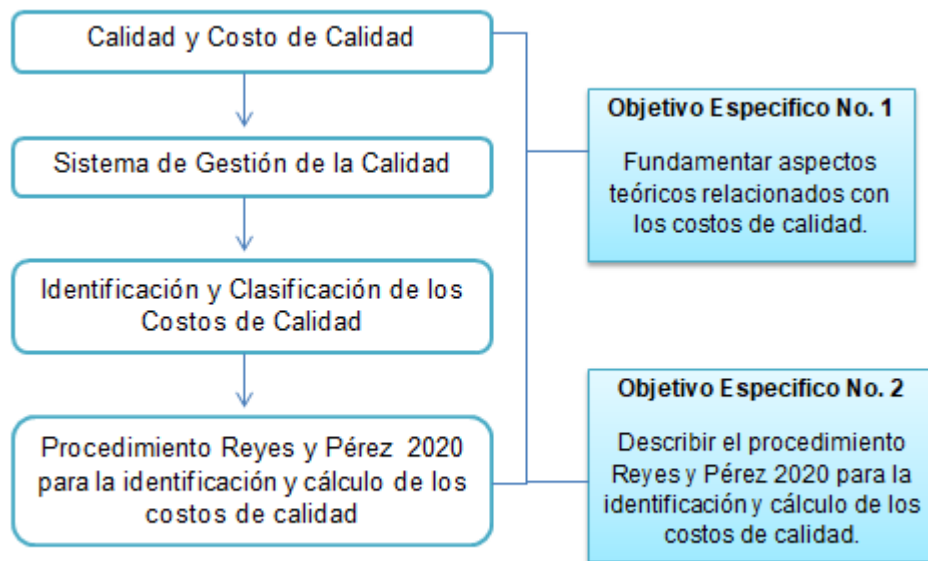 Calidad y Costo de Calidad
Sistema de Gestión de la Calidad
Identificación y Clasificación de los
Costos de Calidad
Procedimiento Reyes y Pérez 2020
para la identificación y cálculo de los
costos de calidad
Objetivo Especifico No. 1
Fundamentar aspectos
teóricos relacionados con
los costos de calidad.
Objetivo Especifico No. 2
Describir el procedimiento
Reyes y Pérez 2020 para la
identificación y cálculo de los
costos de calidad.